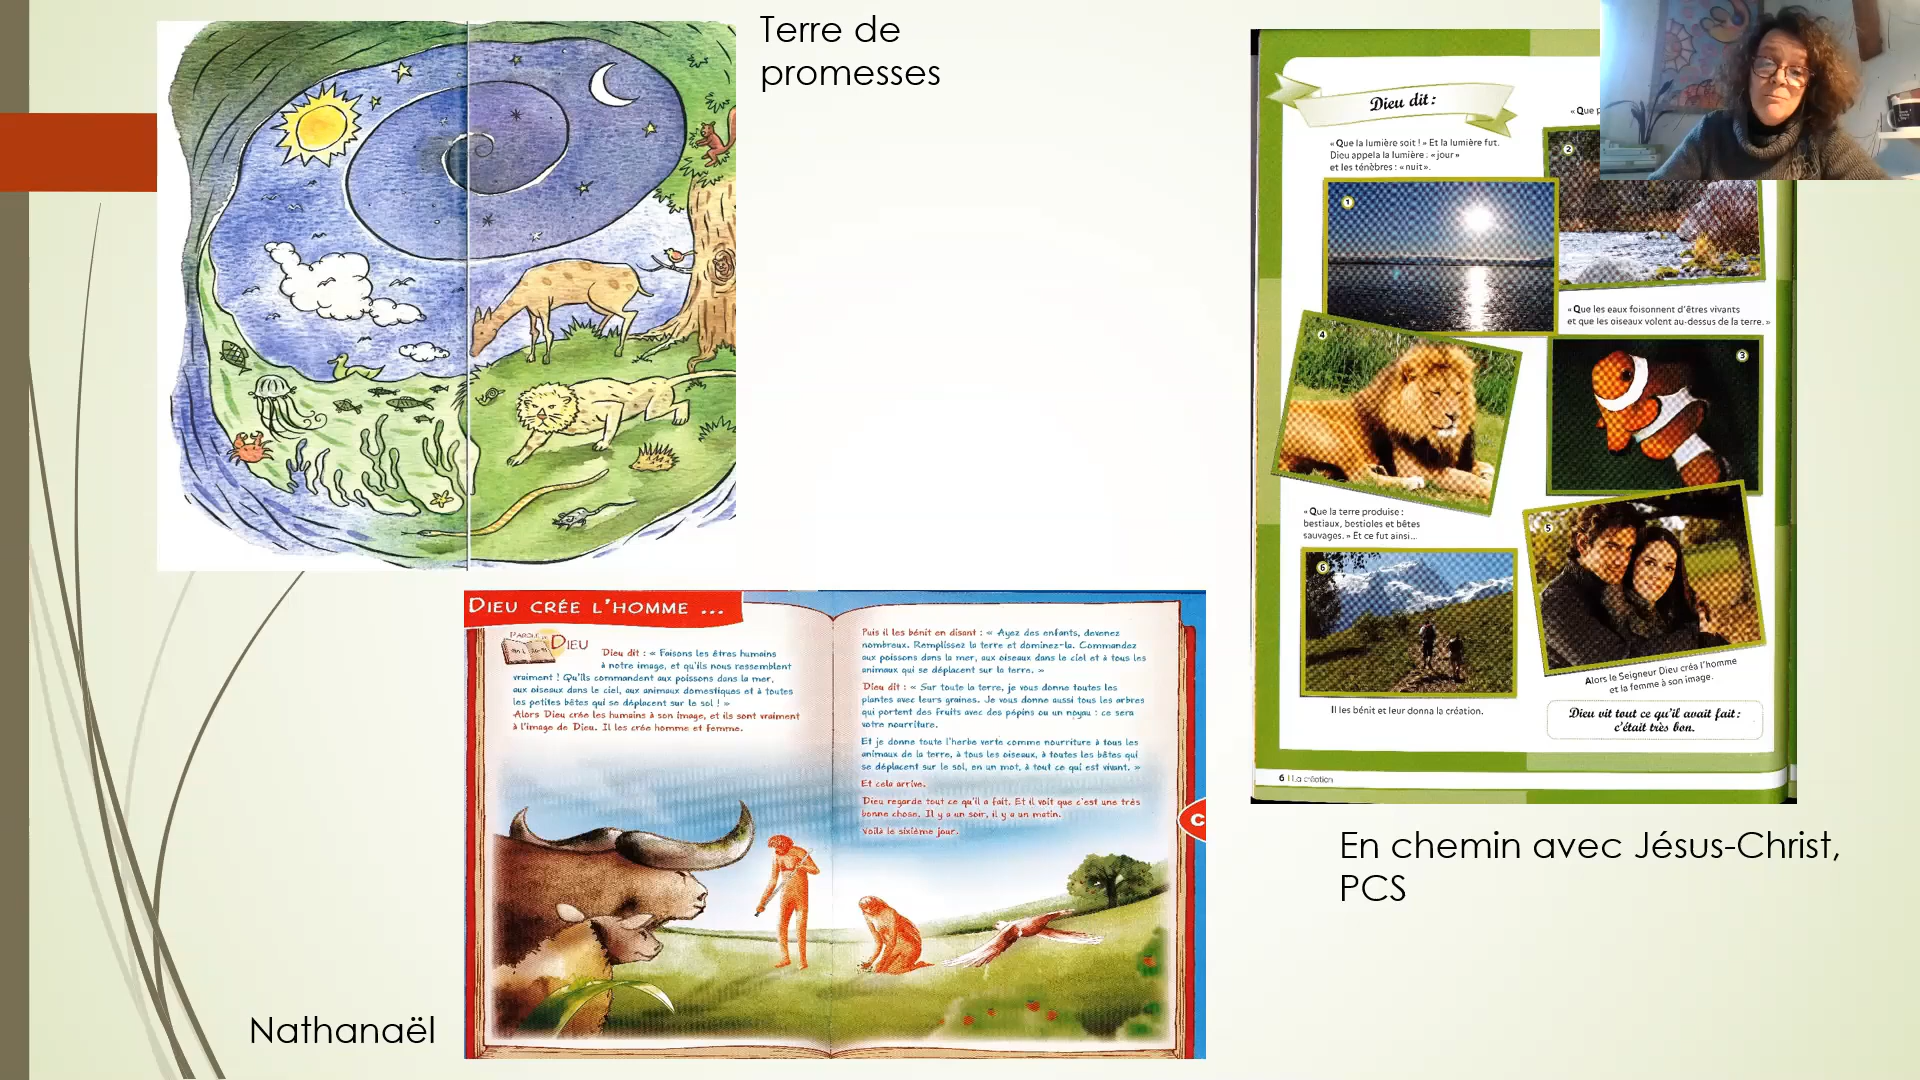 Terre de
promesses
Dieu dit :
« Que la lumière soit ! » Et la lumière fut.
Dieu appela la lumière : « jour »
et les ténèbres : « nuit ».
« Que
1
2
« Que les eaux foisonnent d'êtres vivants
et que les oiseaux volent au-dessus de la terre. »
4
3
« Que la terre produise :
bestiaux, bestioles et bêtes
sauvages. » Et ce fut ainsi...
5
6
Alors le Seigneur Dieu créa l'homme
et la femme à son image.
Il les bénit et leur donna la création.
Dieu vit tout ce qu'il avait fait :
c'était très bon.
6 | La création
En chemin avec Jésus-Christ,
PCS
DIEU CRÉE L'HOMME ...
PAROLE DE
DIEU
Dieu dit : « Faisons les êtres humains
à notre image, et qu'ils nous ressemblent
vraiment ! Qu'ils commandent aux poissons dans la mer,
aux oiseaux dans le ciel, aux animaux domestiques et à toutes
les petites bêtes qui se déplacent sur le sol ! »
Alors Dieu crée les humains à son image, et ils sont vraiment
à l'image de Dieu. Il les crée homme et femme.
Puis il les bénit en disant : « Ayez des enfants, devenez
nombreux. Remplissez la terre et dominez-la. Commandez
aux poissons dans la mer, aux oiseaux dans le ciel et à tous les
animaux qui se déplacent sur la terre. »
Dieu dit : « Sur toute la terre, je vous donne toutes les
plantes avec leurs graines. Je vous donne aussi tous les arbres
qui portent des fruits avec des pépins ou un noyau : ce sera
votre nourriture.
Et je donne toute l'herbe verte comme nourriture à tous les
animaux de la terre, à tous les oiseaux, à toutes les bêtes qui
se déplacent sur le sol, en un mot, à tout ce qui est vivant. »
Et cela arrive.
Dieu regarde tout ce qu'il a fait. Et il voit que c'est une très
bonne chose. Il y a un soir, il y a un matin.
Voilà le sixième jour.
C
Nathanaël